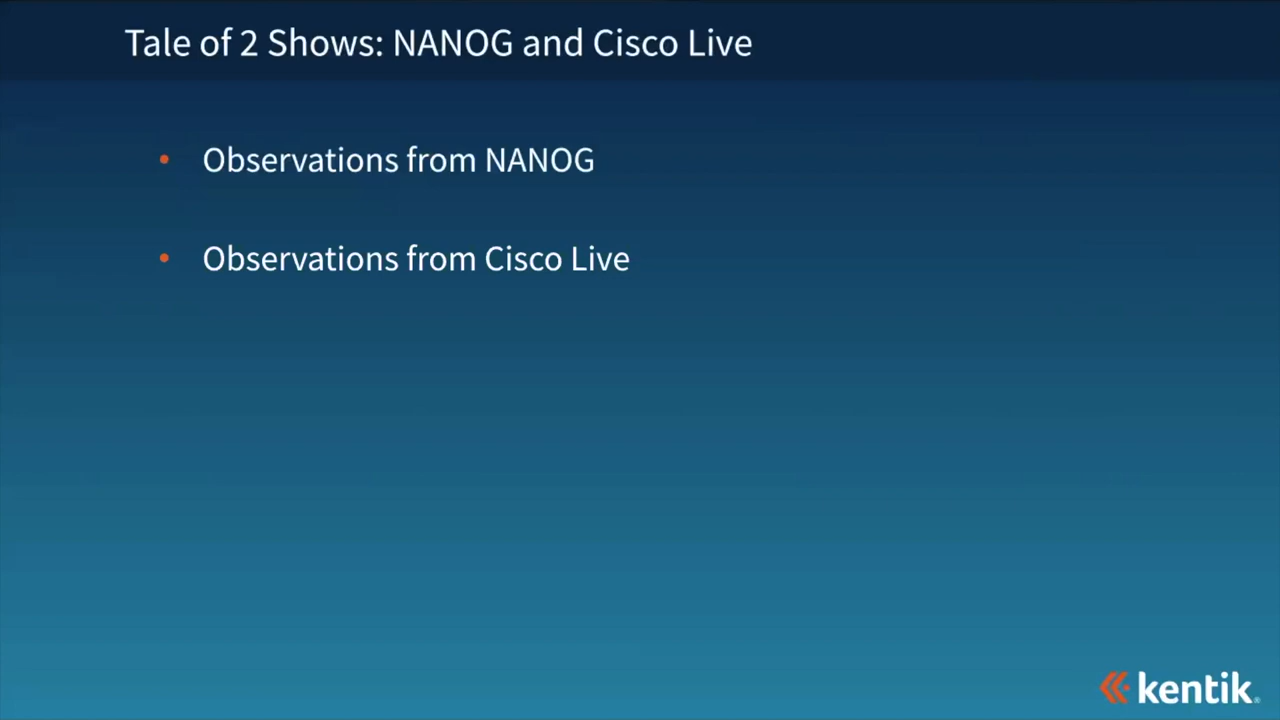 Tale of 2 Shows: NANOG and Cisco Live
• Observations from NANOG
• Observations from Cisco Live
kentik®